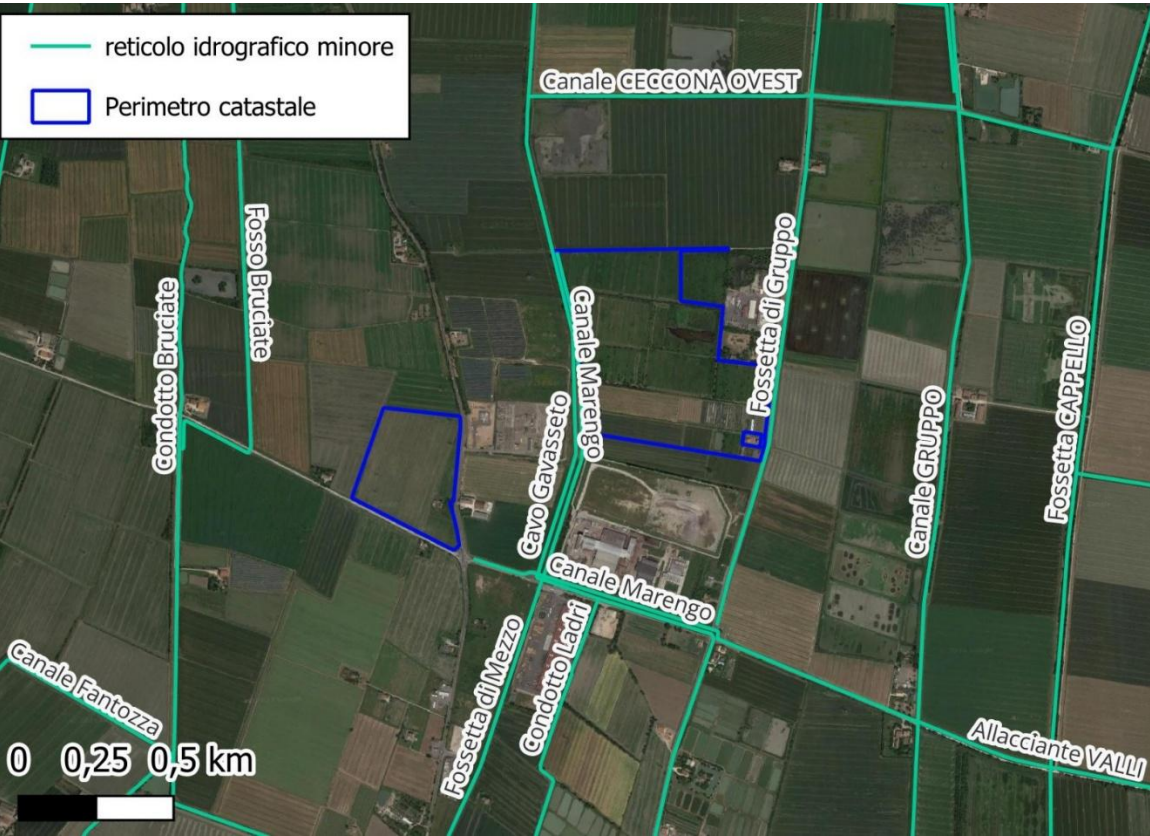 reticolo idrografico minore
Perimetro catastale
Canale CECCONA OVEST
Fosso Bruciate
Condotto Bruciate
Canale Marengo
Fossetta di Gruppo
Cavo Gavasseto
Canale GRUPPO
Fossetta CAPPELLO
Canale Marengo
Condotto Ladri
Fossetta di Mezzo
Canale Fantozza
Allacciante VALLI
0 0,25 0,5 km